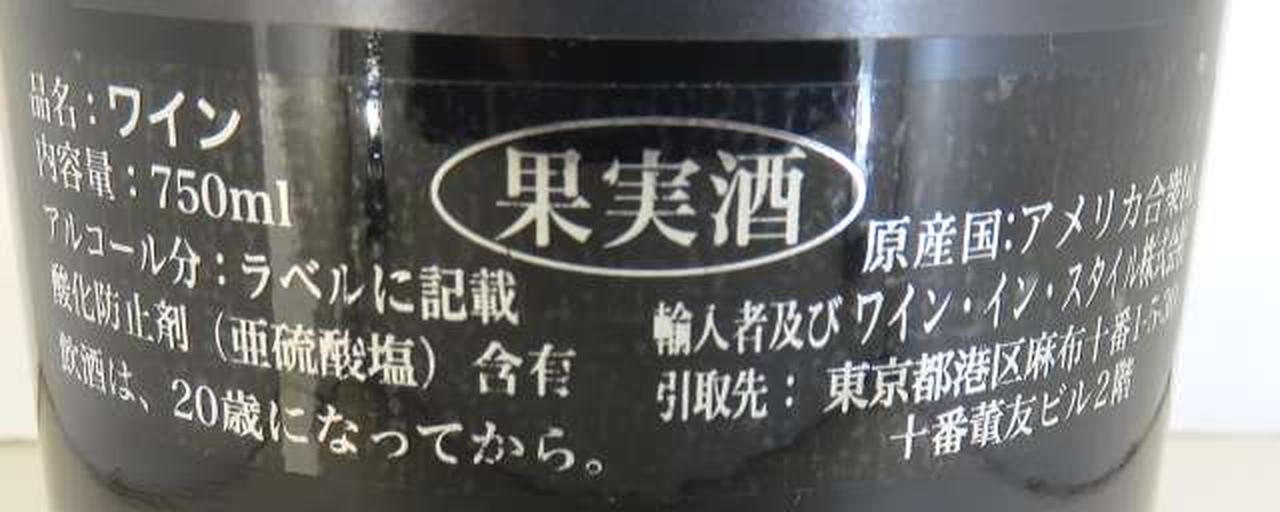 品名：ワイン
内容量：750ml
アルコール分：ラベルに記載
酸化防止剤（亜硫酸塩）含有
飲酒は、20歳になってから。
果実酒
原産国：アメリカ合衆国
輸入者及び ワイン・イン・スタイル株式会
引取先： 東京都港区麻布十番1-5-
十番董友ビル2階